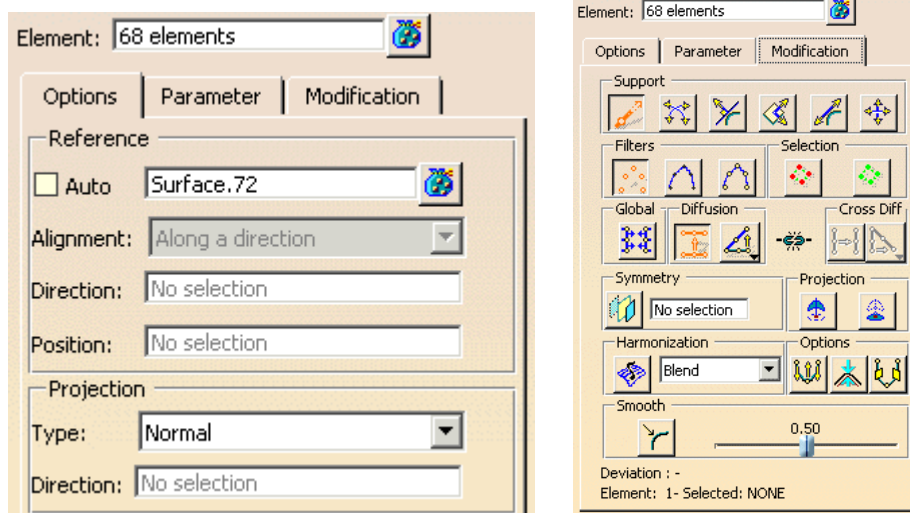 Element: 68 elements
Options Parameter Modification
Reference
Auto Surface.72
Alignment: Along a direction
Direction: No selection
Position: No selection
Projection
Type: Normal
Direction: No selection
Element: 68 elements
Options Parameter Modification
Support
Filters Selection
Global Diffusion Cross Diff
Symmetry Projection
No selection
Harmonization Options
Blend
Smooth
0.50
Deviation : -
Element: 1- Selected: NONE